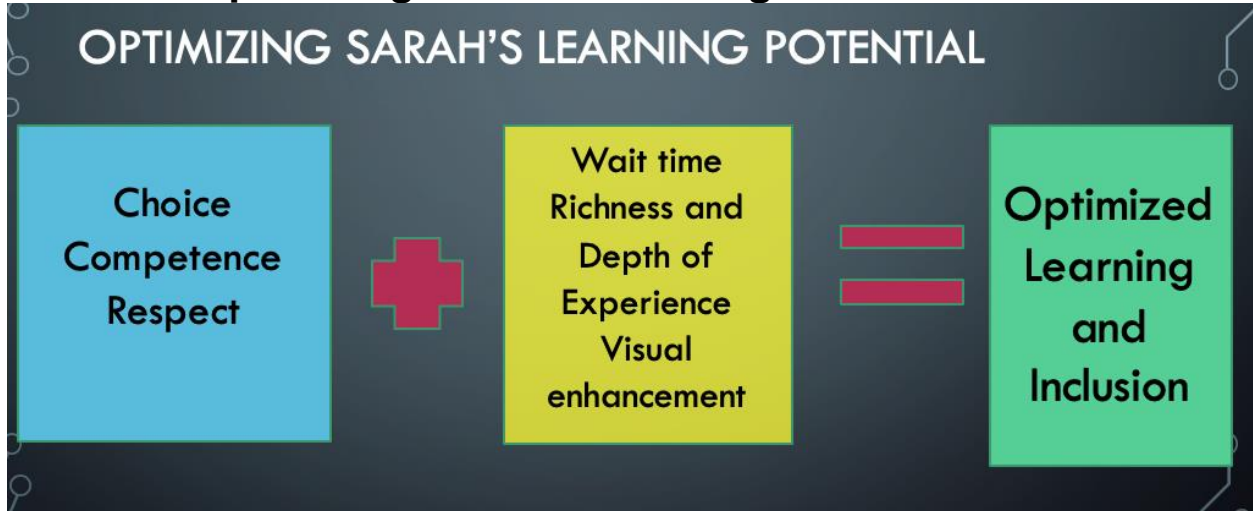 OPTIMIZING SARAH'S LEARNING POTENTIAL
Choice
Competence
Respect
Wait time
Richness and
Depth of
Experience
Visual
enhancement
Optimized
Learning
and
Inclusion